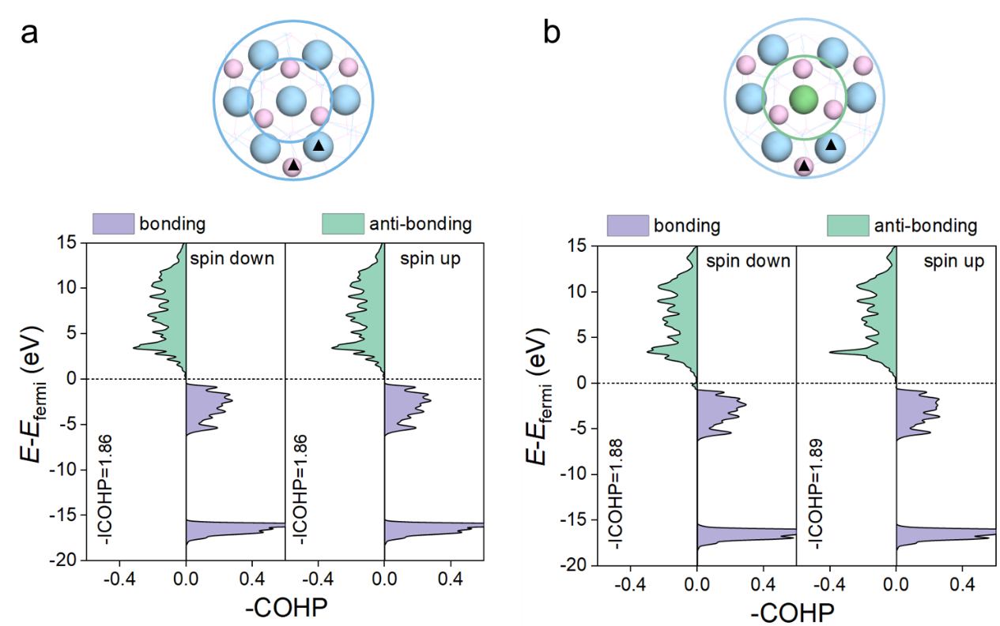 a
bonding
anti-bonding
spin down
spin up
15
10
5
0
-5
-10
-15
-20
E-Efermi (eV)
-ICOHP=1.86
-ICOHP=1.86
-0.4
0.0
0.4
-0.4
0.0
0.4
-COHP
b
bonding
anti-bonding
spin down
spin up
15
10
5
0
-5
-10
-15
-20
E-Efermi (eV)
-ICOHP=1.88
-ICOHP=1.89
-0.4
0.0
0.4
-0.4
0.0
0.4
-COHP